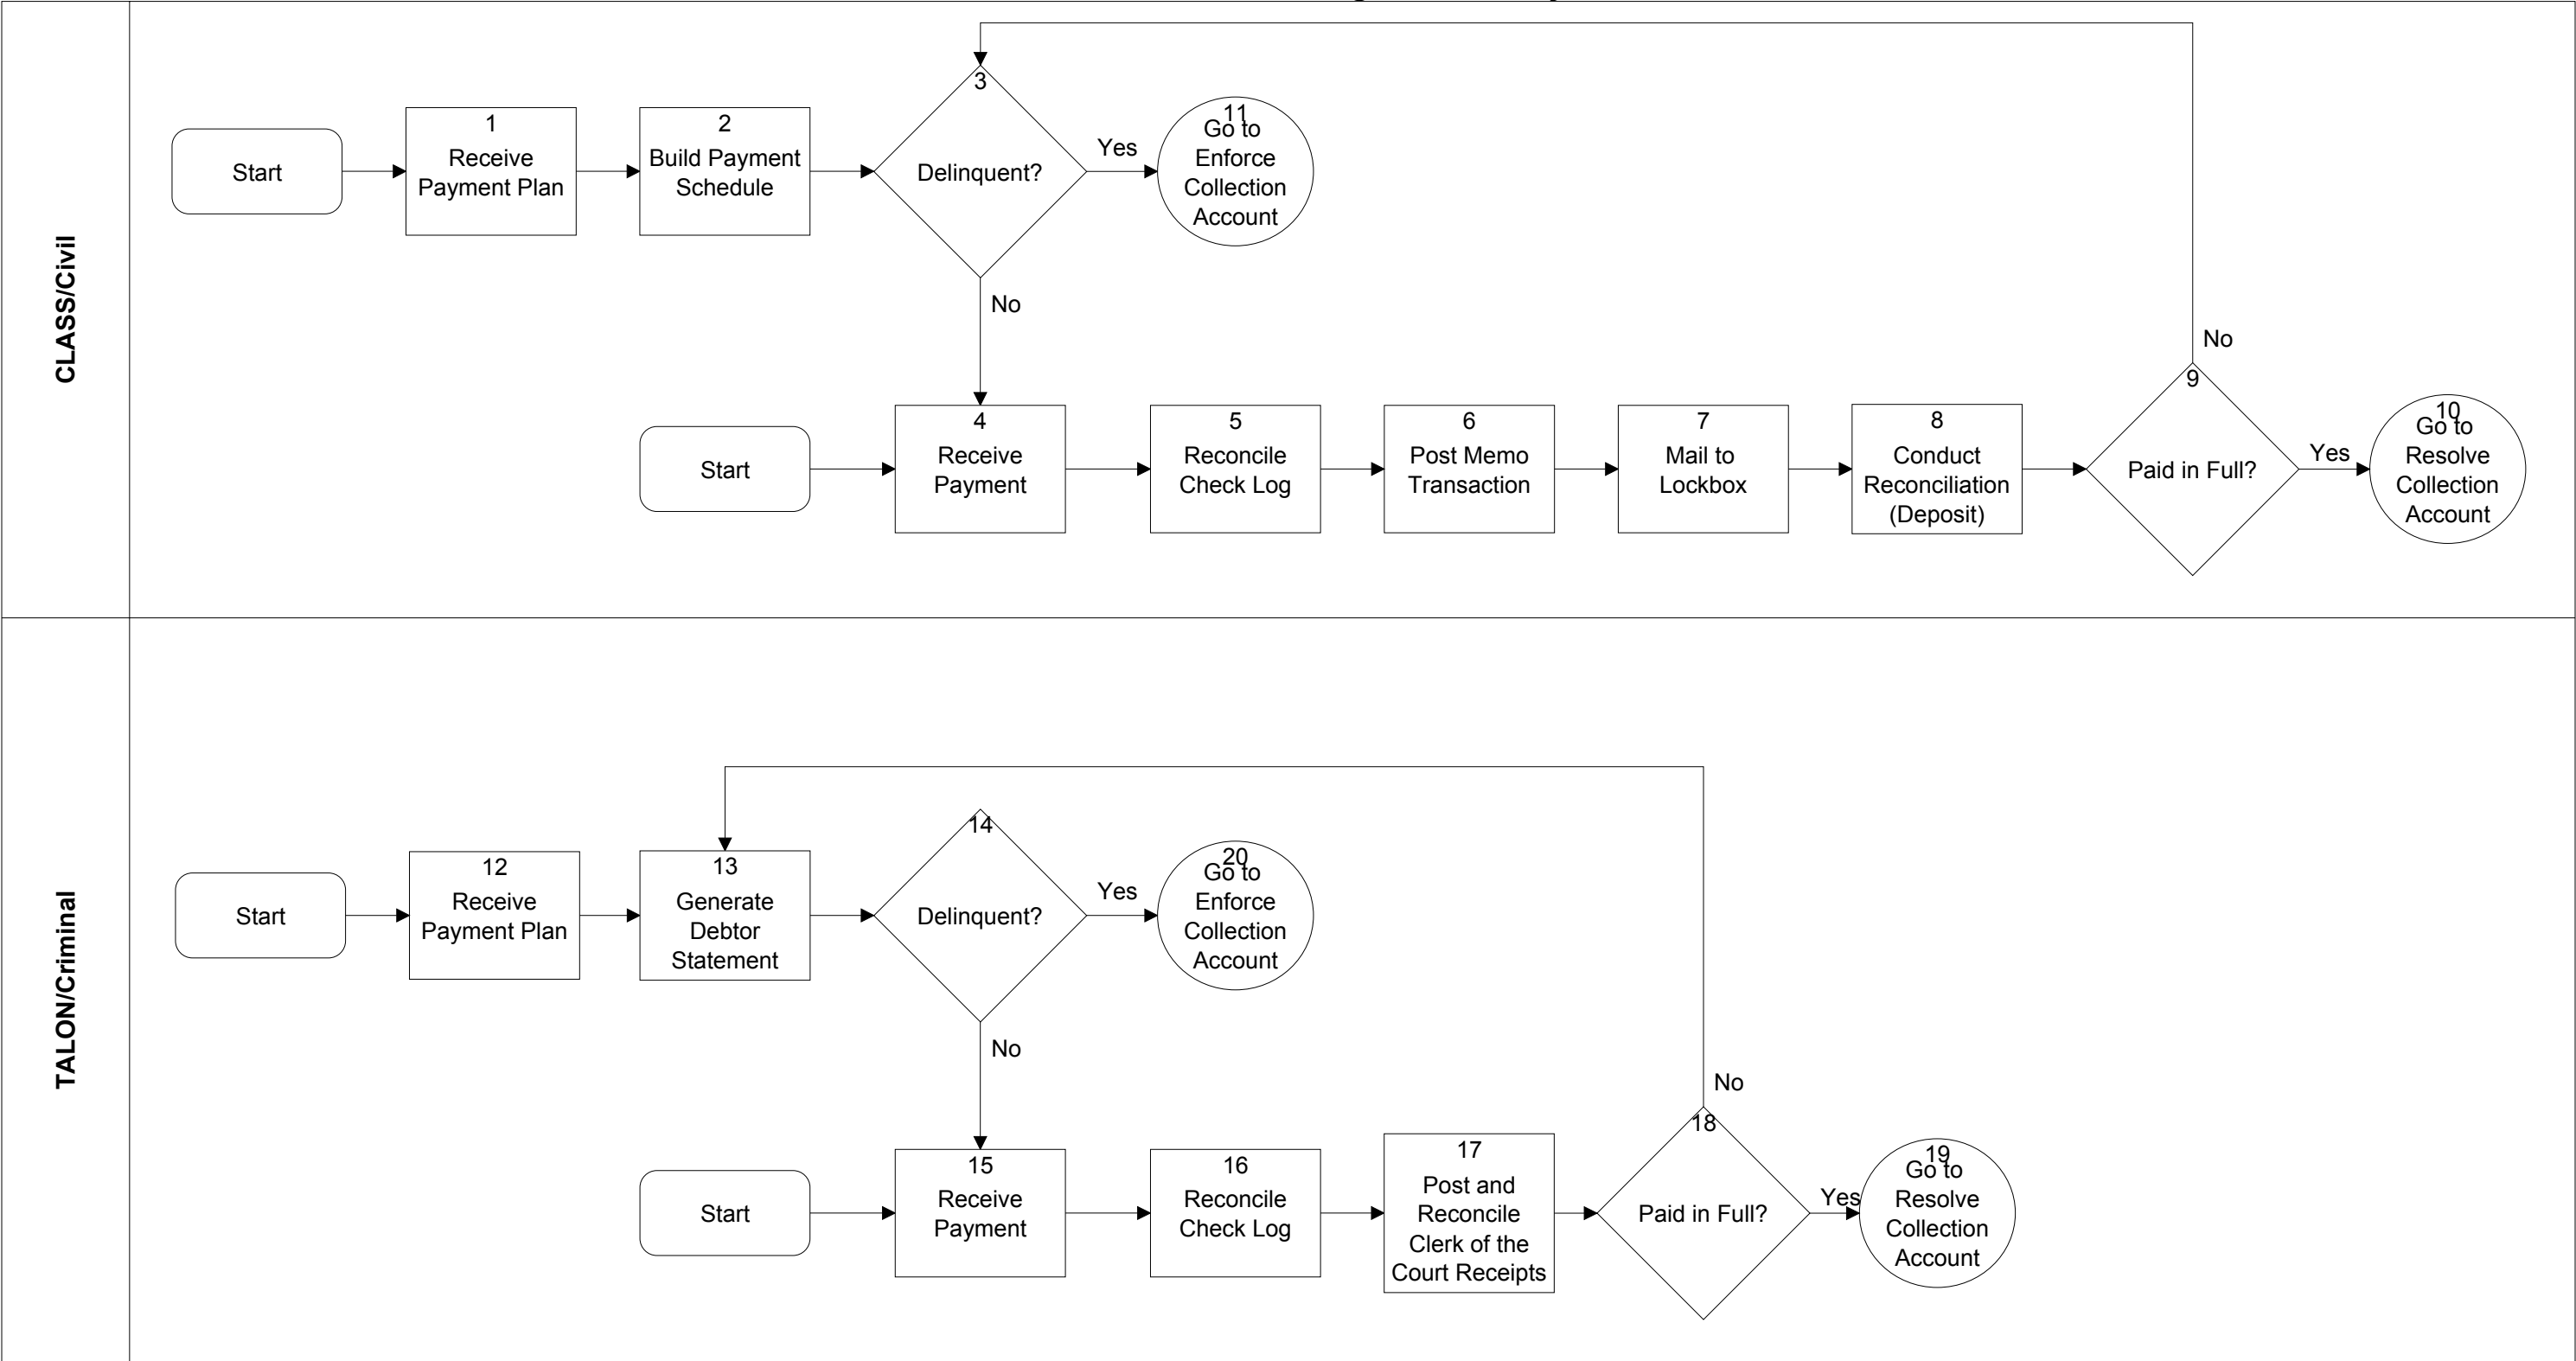 CLASS/Civil
Start
1
Receive
Payment Plan
2
Build Payment
Schedule
3
Delinquent?
Yes
11
Go to
Enforce
Collection
Account
No
Start
4
Receive
Payment
5
Reconcile
Check Log
6
Post Memo
Transaction
7
Mail to
Lockbox
8
Conduct
Reconciliation
(Deposit)
No
9
Paid in Full?
Yes
10
Go to
Resolve
Collection
Account
TALON/Criminal
Start
12
Receive
Payment Plan
13
Generate
Debtor
Statement
14
Delinquent?
Yes
20
Go to
Enforce
Collection
Account
No
Start
15
Receive
Payment
16
Reconcile
Check Log
17
Post and
Reconcile
Clerk of the
Court Receipts
No
18
Paid in Full?
Yes
19
Go to
Resolve
Collection
Account